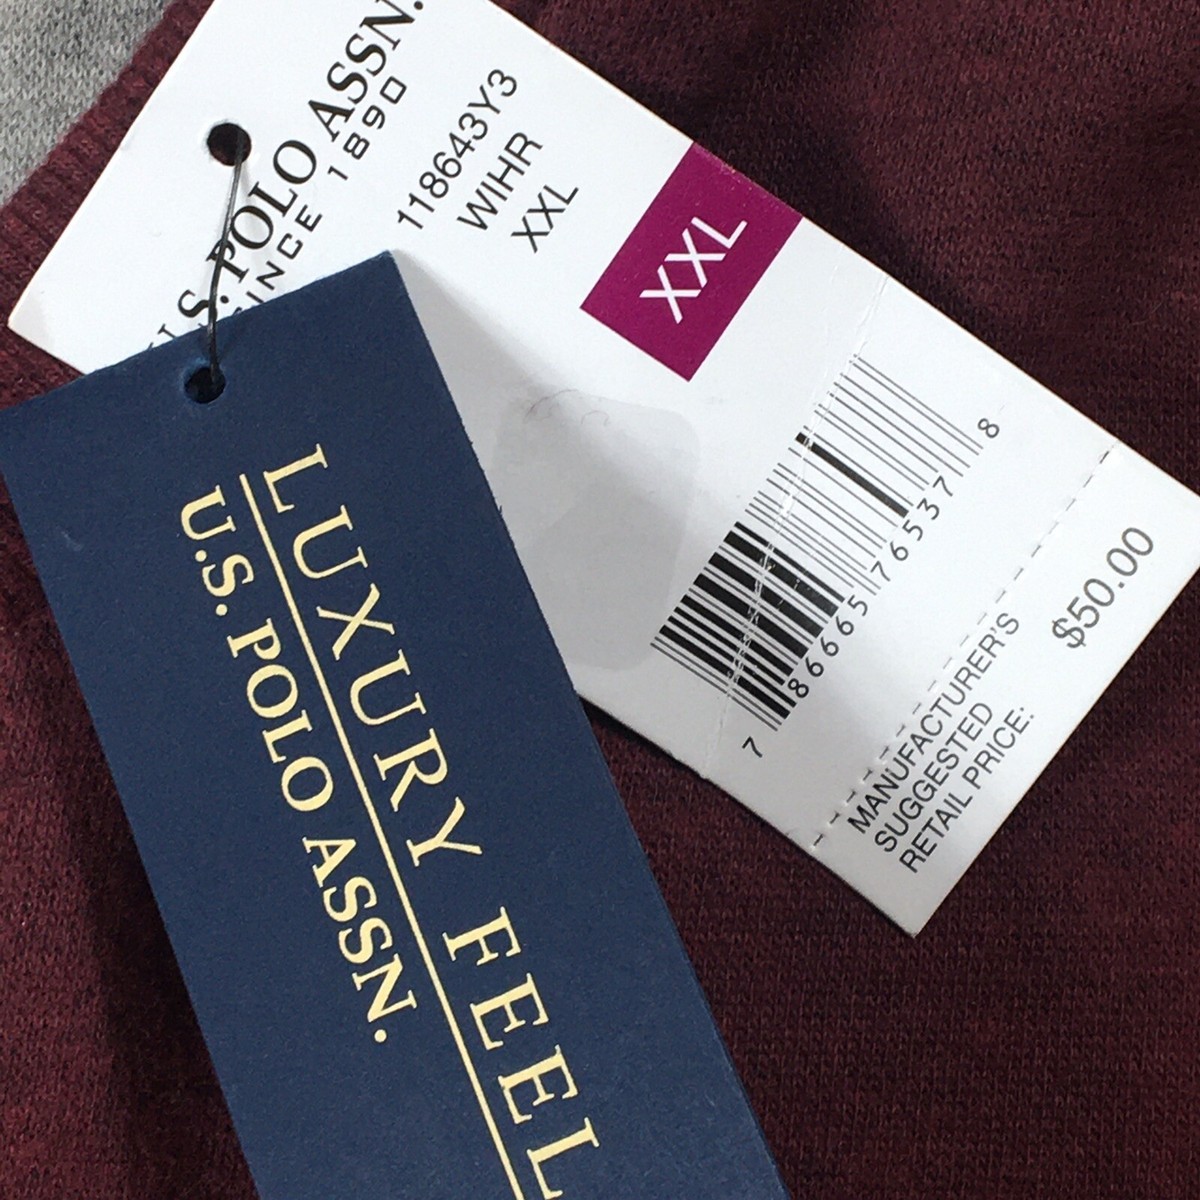 U.S. POLO ASSN.
SINCE 1890
118643Y3
WIHR
XXL
XXL
7 86665 76537 8
MANUFACTURER'S
SUGGESTED
RETAIL PRICE:
$50.00
LUXURY FEEL
U.S. POLO ASSN.